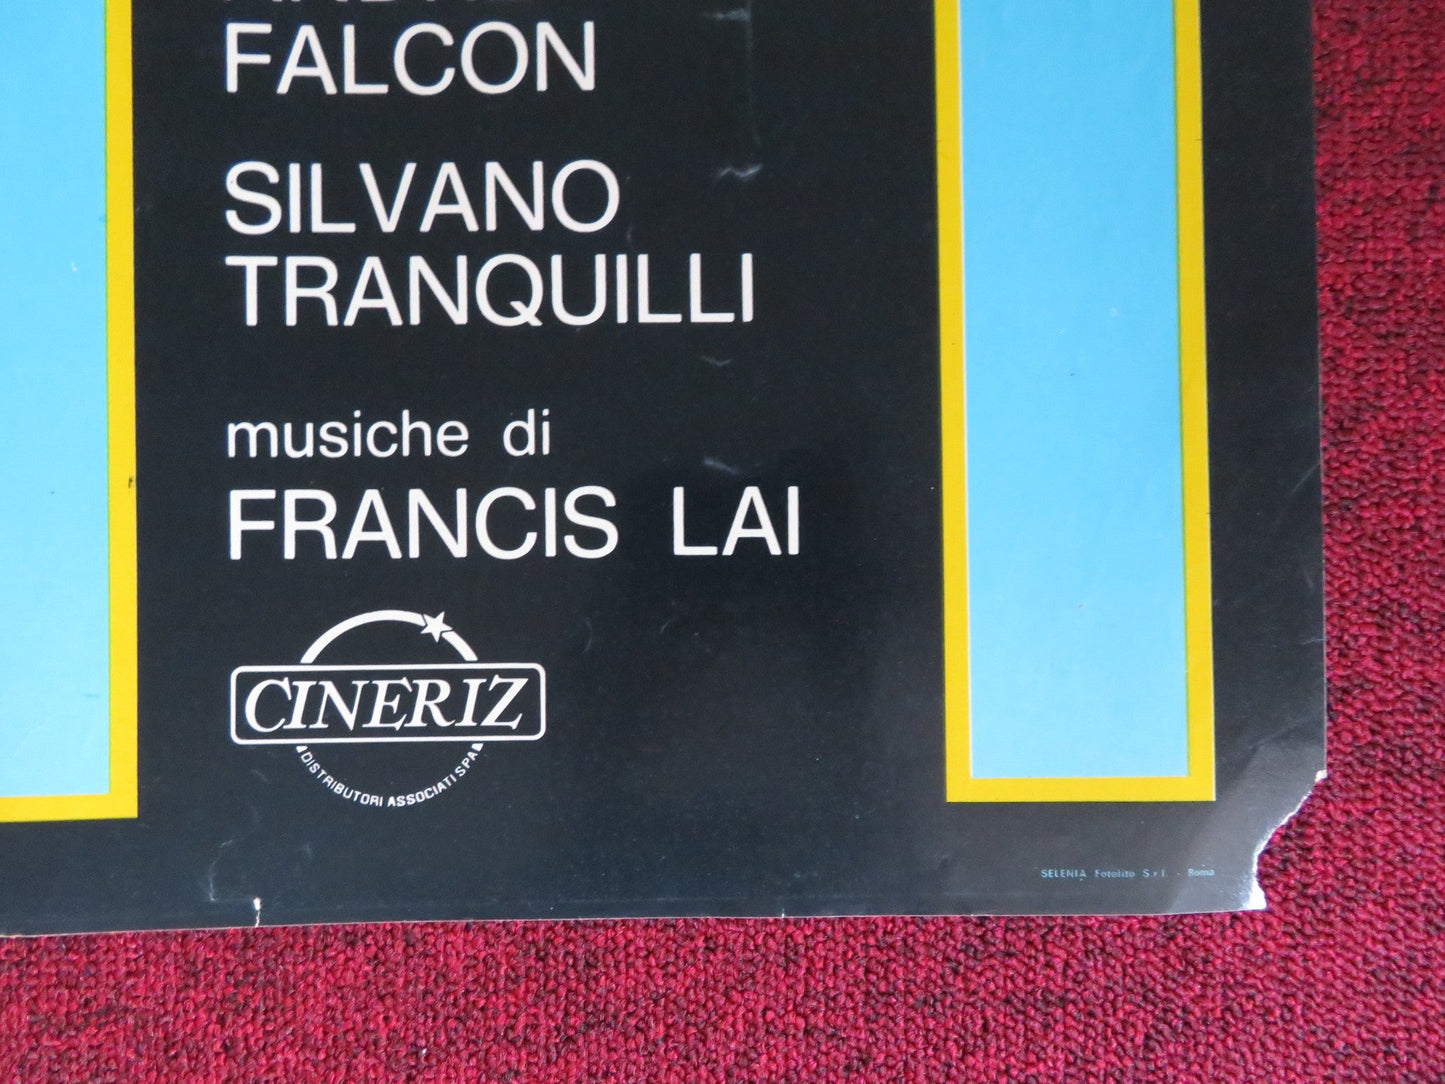 FALCON
SILVANO
TRANQUILLI
musiche di
FRANCIS LAI
CINERIZ
DISTRIBUTORI ASSOCIATI SPA
SELENIA Fotolito S.r.l. - Roma